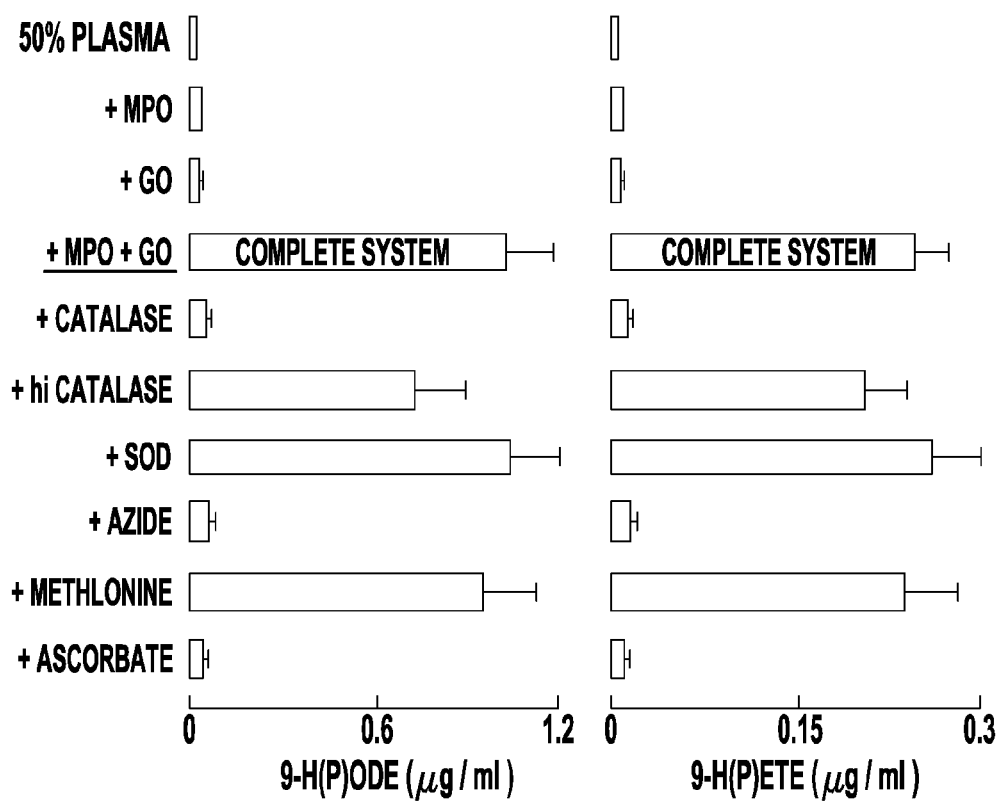 50% PLASMA
+ MPO
+ GO
+ MPO + GO
COMPLETE SYSTEM
COMPLETE SYSTEM
+ CATALASE
+ hi CATALASE
+ SOD
+ AZIDE
+ METHLONINE
+ ASCORBATE
0 0.6 1.2
0 0.15 0.3
9-H(P)ODE ( μg / ml )
9-H(P)ETE ( μg / ml )